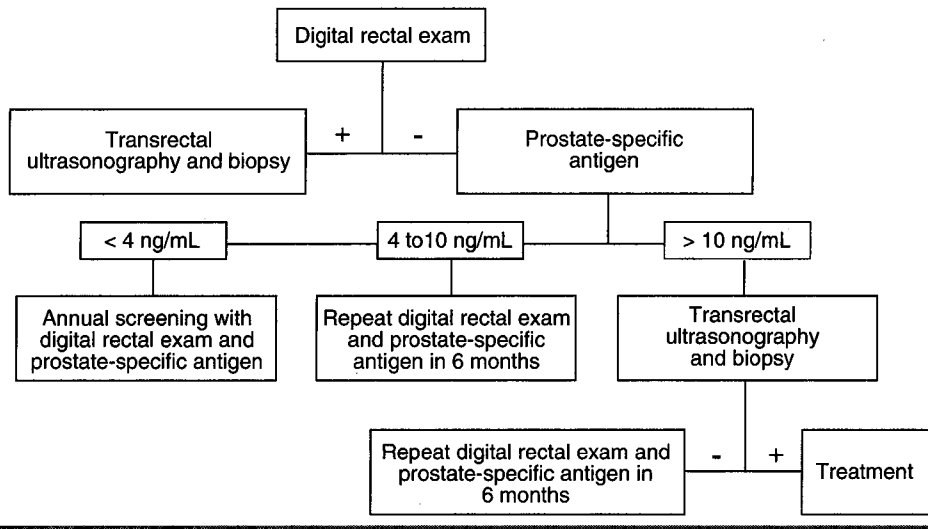 Digital rectal exam
Transrectal
ultrasonography and biopsy
+
-
Prostate-specific
antigen
< 4 ng/mL
4 to10 ng/mL
> 10 ng/mL
Annual screening with
digital rectal exam and
prostate-specific antigen
Repeat digital rectal exam
and prostate-specific
antigen in 6 months
Transrectal
ultrasonography
and biopsy
Repeat digital rectal exam and
prostate-specific antigen in
6 months
-
+
Treatment